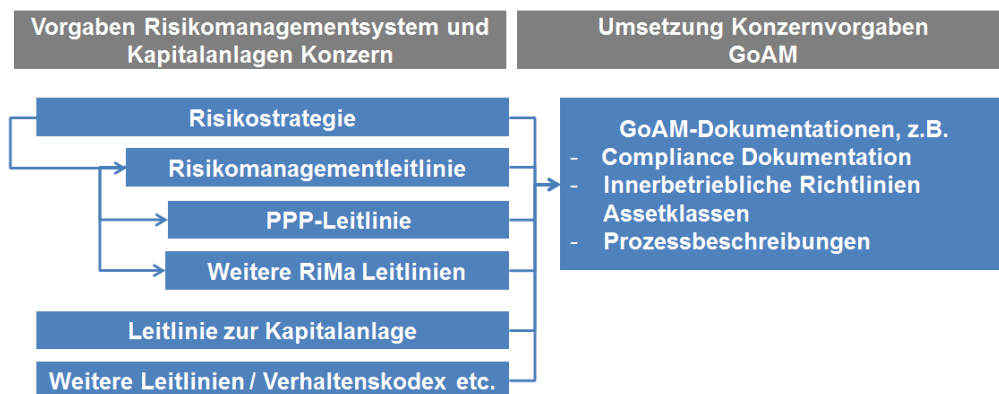 Vorgaben Risikomanagementsystem und
Kapitalanlagen Konzern
Umsetzung Konzernvorgaben
GoAM
Risikostrategie
Risikomanagementleitlinie
PPP-Leitlinie
Weitere RiMa Leitlinien
Leitlinie zur Kapitalanlage
Weitere Leitlinien / Verhaltenskodex etc.
GoAM-Dokumentationen, z.B.
- Compliance Dokumentation
- Innerbetriebliche Richtlinien
Assetklassen
- Prozessbeschreibungen